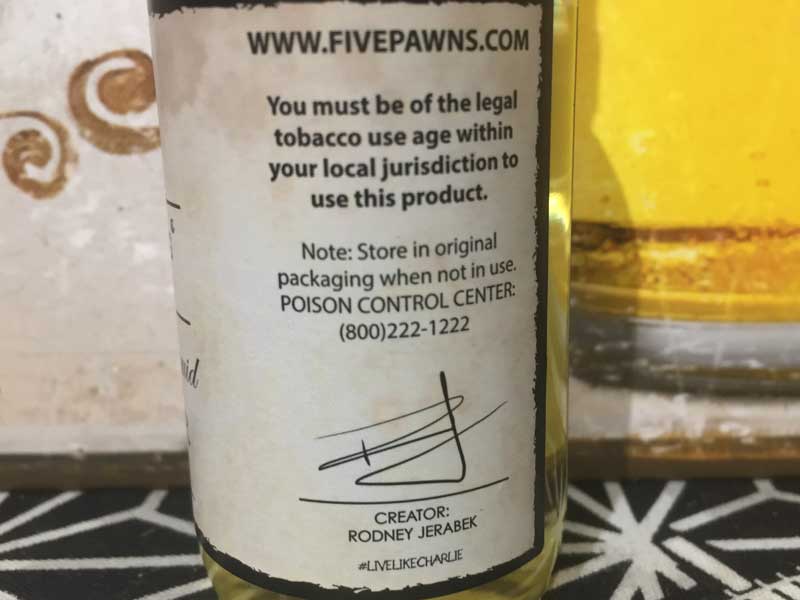 WWW.FIVEPAWNS.COM
You must be of the legal
tobacco use age within
your local jurisdiction to
use this product.
Note: Store in original
packaging when not in use.
POISON CONTROL CENTER:
(800)222-1222
CREATOR:
RODNEY JERABEK
#LIVELIKECHARLIE